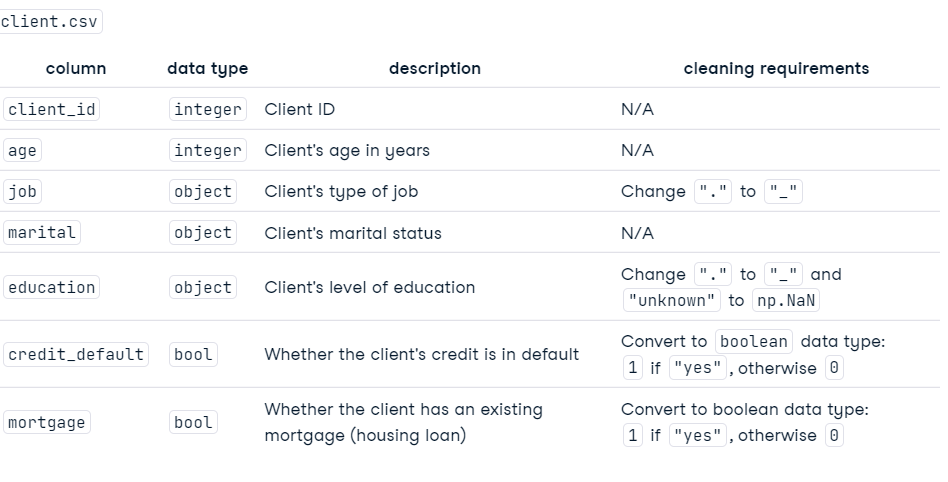 client.csv
column data type description cleaning requirements
client_id integer Client ID N/A
age integer Client's age in years N/A
job object Client's type of job Change "." to "_"
marital object Client's marital status N/A
education object Client's level of education Change "." to "_" and
"unknown" to np.NaN
credit_default bool Whether the client's credit is in default Convert to boolean data type:
1 if "yes", otherwise 0
mortgage bool Whether the client has an existing
mortgage (housing loan) Convert to boolean data type:
1 if "yes", otherwise 0